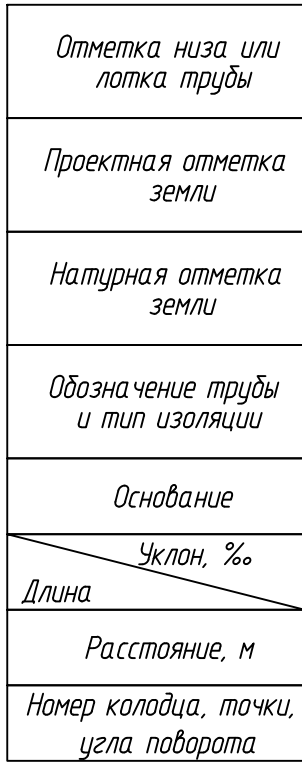 Отметка низа или
лотка трубы
Проектная отметка
земли
Натурная отметка
земли
Обозначение трубы
и тип изоляции
Основание
Уклон, ‰
Длина
Расстояние, м
Номер колодца, точки,
угла поворота